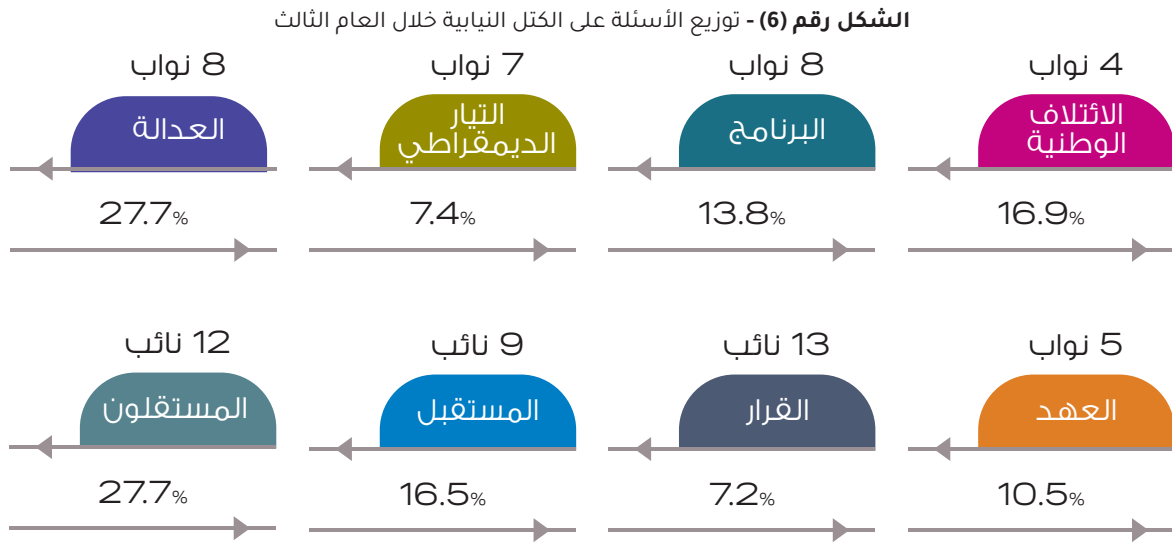 الشكل رقم (6) - توزيع الأسئلة على الكتل النيابية خلال العام الثالث
4 نواب
الائتلاف
الوطنية
16.9%
8 نواب
البرنامج
13.8%
7 نواب
التيار
الديمقراطي
7.4%
8 نواب
العدالة
27.7%
5 نواب
العهد
10.5%
13 نائب
القرار
7.2%
9 نائب
المستقبل
16.5%
12 نائب
المستقلون
27.7%